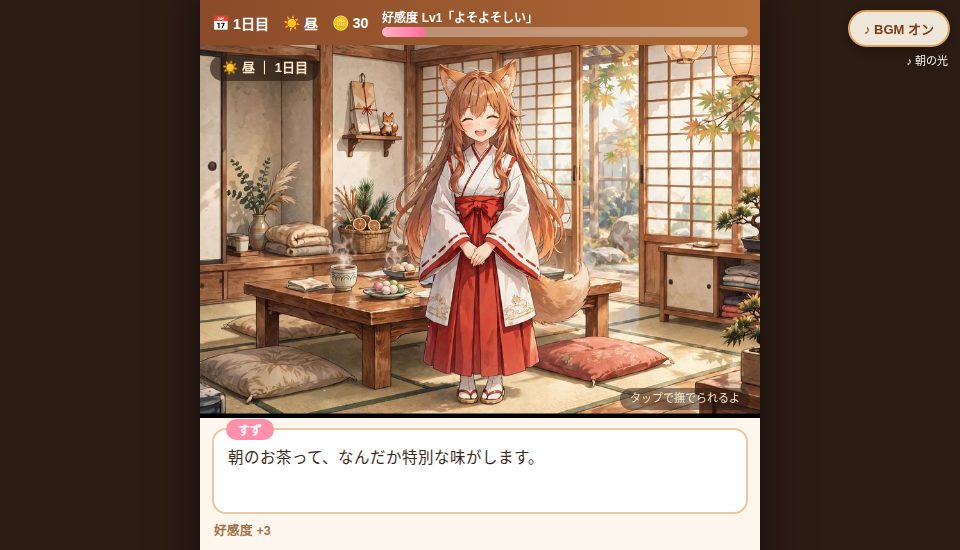 1日目 昼 30 好感度 Lv1「よそよそしい」
♪ BGM オン
♪ 朝の光
昼 ｜ 1日目
タップで撫でられるよ
すず
朝のお茶って、なんだか特別な味がします。
好感度 +3